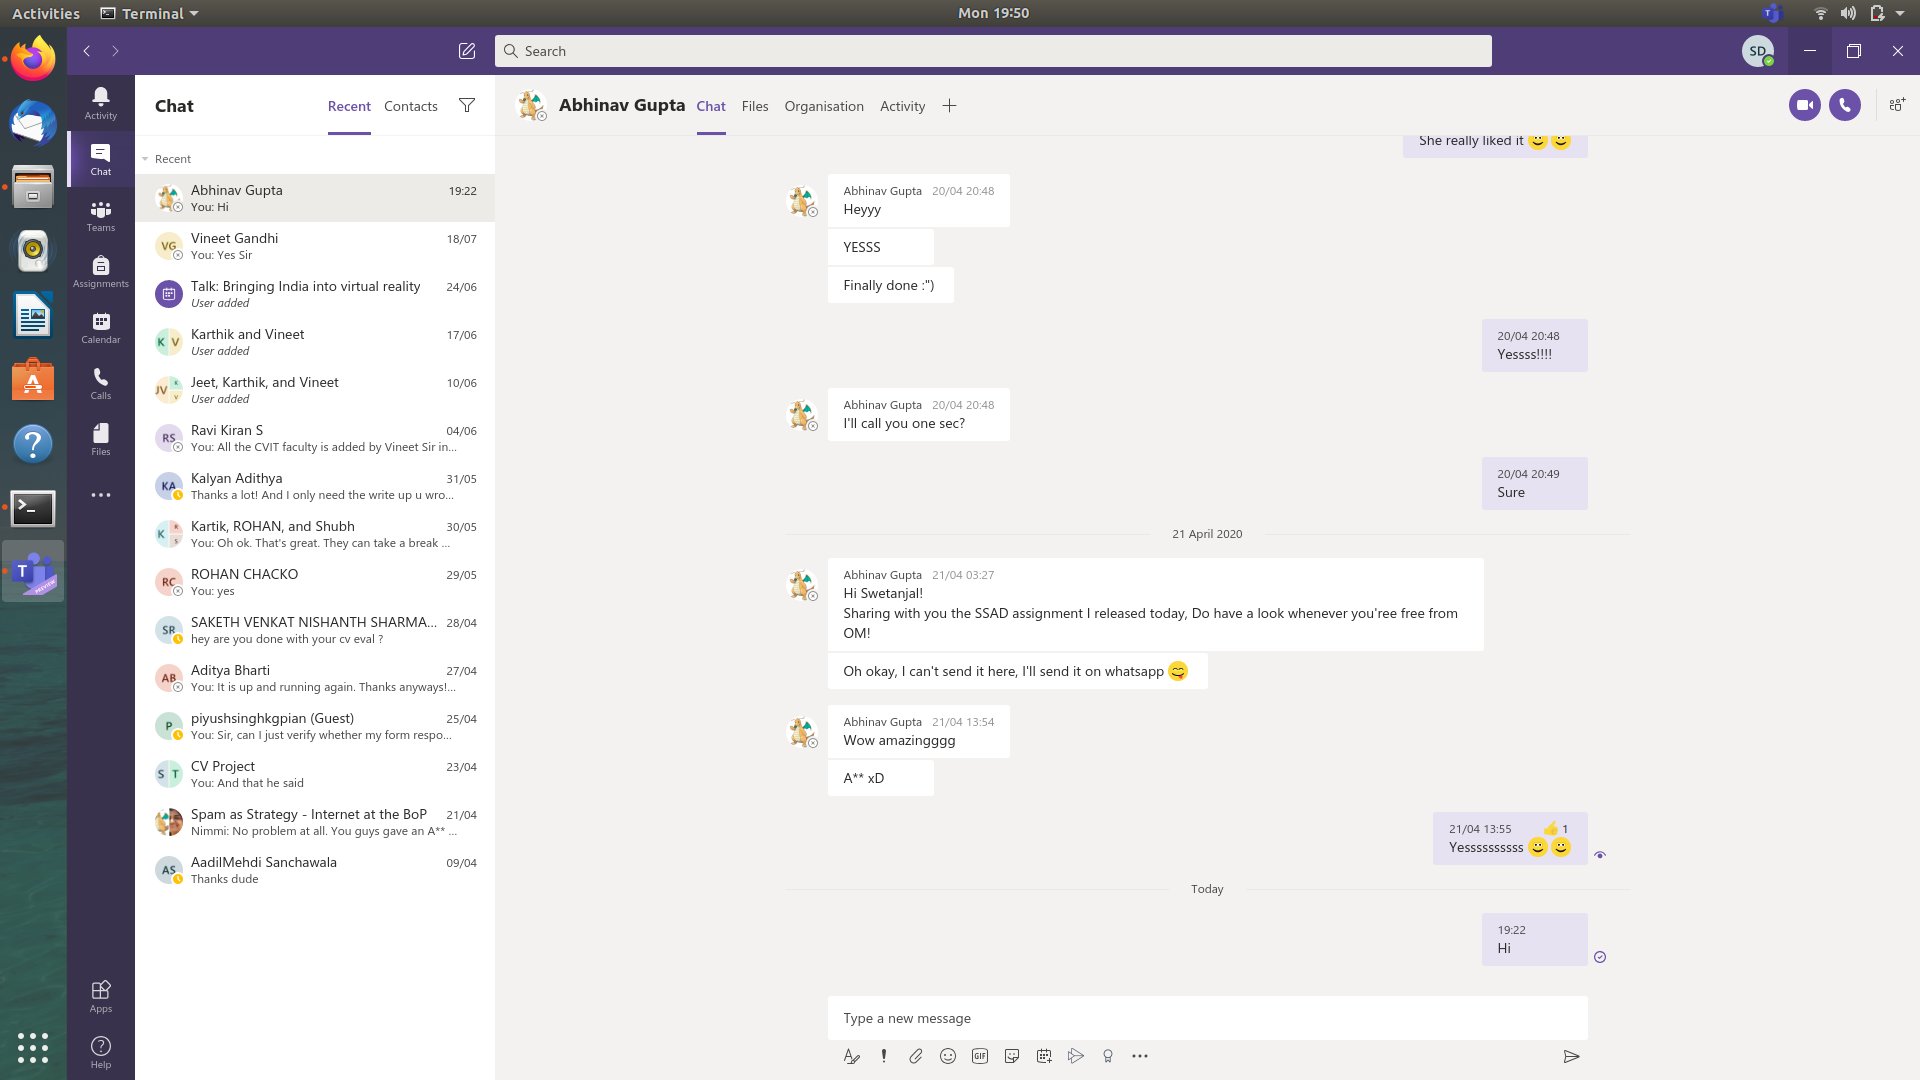 Activities
Terminal
Mon 19:50
Search
SD
Activity
Chat
Teams
Assignments
Calendar
Calls
Files
Apps
Help
Chat
Recent
Contacts
Recent
Abhinav Gupta 19:22
You: Hi
VG
Vineet Gandhi 18/07
You: Yes Sir
Talk: Bringing India into virtual reality 24/06
User added
K V
Karthik and Vineet 17/06
User added
JV K V
Jeet, Karthik, and Vineet 10/06
User added
RS
Ravi Kiran S 04/06
You: All the CVIT faculty is added by Vineet Sir in...
KA
Kalyan Adithya 31/05
Thanks a lot! And I only need the write up u wro...
K R S
Kartik, ROHAN, and Shubh 30/05
You: Oh ok. That's great. They can take a break ...
RC
ROHAN CHACKO 29/05
You: yes
SR
SAKETH VENKAT NISHANTH SHARMA... 28/04
hey are you done with your cv eval ?
AB
Aditya Bharti 27/04
You: It is up and running again. Thanks anyways!...
P
piyushsinghkgpian (Guest) 25/04
You: Sir, can I just verify whether my form respo...
S T
CV Project 23/04
You: And that he said
Spam as Strategy - Internet at the BoP 21/04
Nimmi: No problem at all. You guys gave an A** ...
AS
AadilMehdi Sanchawala 09/04
Thanks dude
Abhinav Gupta
Chat
Files
Organisation
Activity
She really liked it 🙂🙂
Abhinav Gupta 20/04 20:48
Heyyy
YESSS
Finally done :")
20/04 20:48
Yessss!!!!
Abhinav Gupta 20/04 20:48
I'll call you one sec?
20/04 20:49
Sure
21 April 2020
Abhinav Gupta 21/04 03:27
Hi Swetanjal!
Sharing with you the SSAD assignment I released today, Do have a look whenever you'ree free from
OM!
Oh okay, I can't send it here, I'll send it on whatsapp 😋
Abhinav Gupta 21/04 13:54
Wow amazingggg
A** xD
21/04 13:55 👍 1
Yesssssssssss 🙂🙂
Today
19:22
Hi
Type a new message
GIF
T
PREVIEW